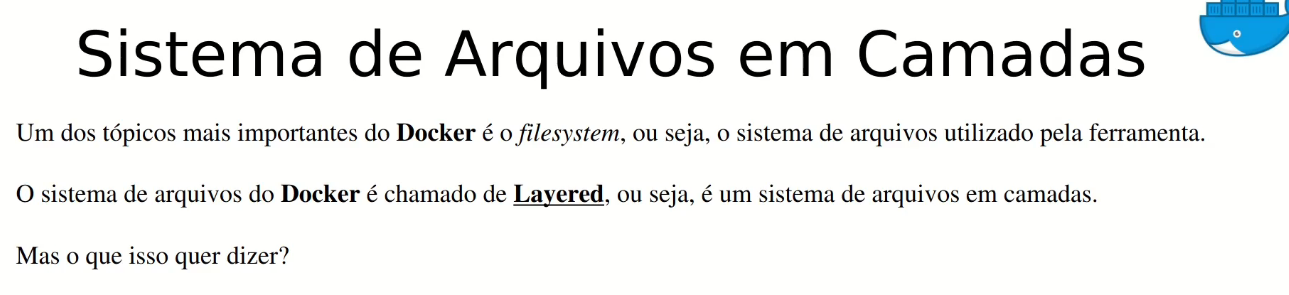 Sistema de Arquivos em Camadas
Um dos tópicos mais importantes do Docker é o filesystem, ou seja, o sistema de arquivos utilizado pela ferramenta.
O sistema de arquivos do Docker é chamado de Layered, ou seja, é um sistema de arquivos em camadas.
Mas o que isso quer dizer?